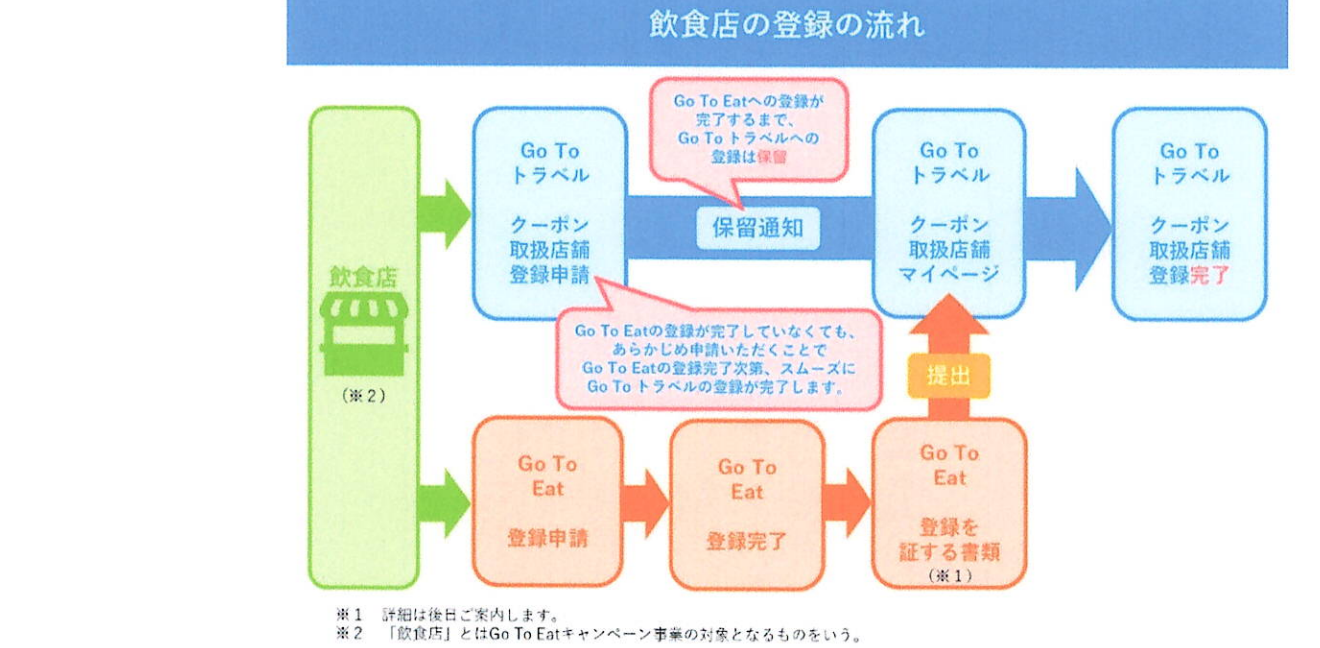 飲食店の登録の流れ
Go To Eatへの登録が
完了するまで、
Go To トラベルへの
登録は保留
Go To
トラベル
クーポン
取扱店舗
登録申請
保留通知
Go To
トラベル
クーポン
取扱店舗
マイページ
Go To
トラベル
クーポン
取扱店舗
登録完了
飲食店
(※2)
Go To Eatの登録が完了していなくても、
あらかじめ申請いただくことで
Go To Eatの登録完了次第、スムーズに
Go To トラベルの登録が完了します。
提出
Go To
Eat
登録申請
Go To
Eat
登録完了
Go To
Eat
登録を
証する書類
(※1)
※1 詳細は後日ご案内します。
※2 「飲食店」とはGo To Eatキャンペーン事業の対象となるものをいう。